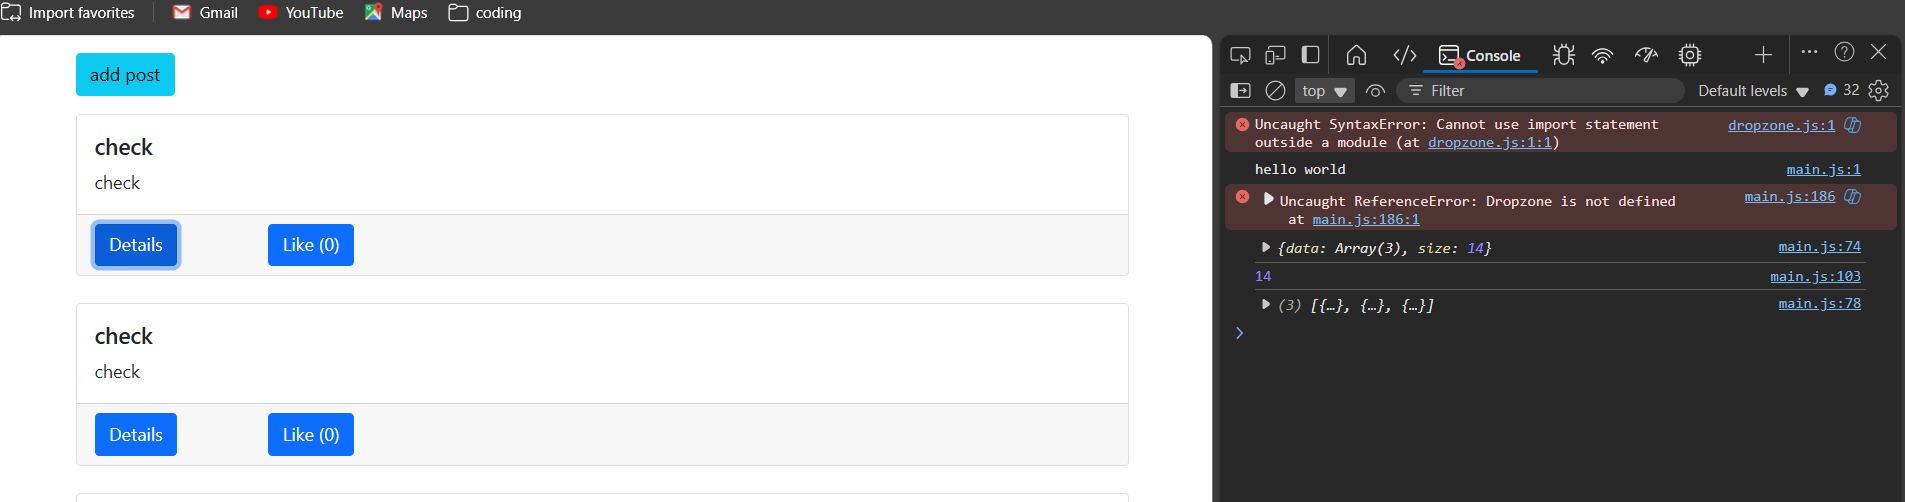 Import favorites Gmail YouTube Maps coding
add post
check
check
Details Like (0)
check
check
Details Like (0)
Console
top Filter Default levels 32
Uncaught SyntaxError: Cannot use import statement dropzone.js:1
outside a module (at dropzone.js:1:1)
hello world main.js:1
Uncaught ReferenceError: Dropzone is not defined main.js:186
at main.js:186:1
{data: Array(3), size: 14} main.js:74
14 main.js:103
(3) [{…}, {…}, {…}] main.js:78